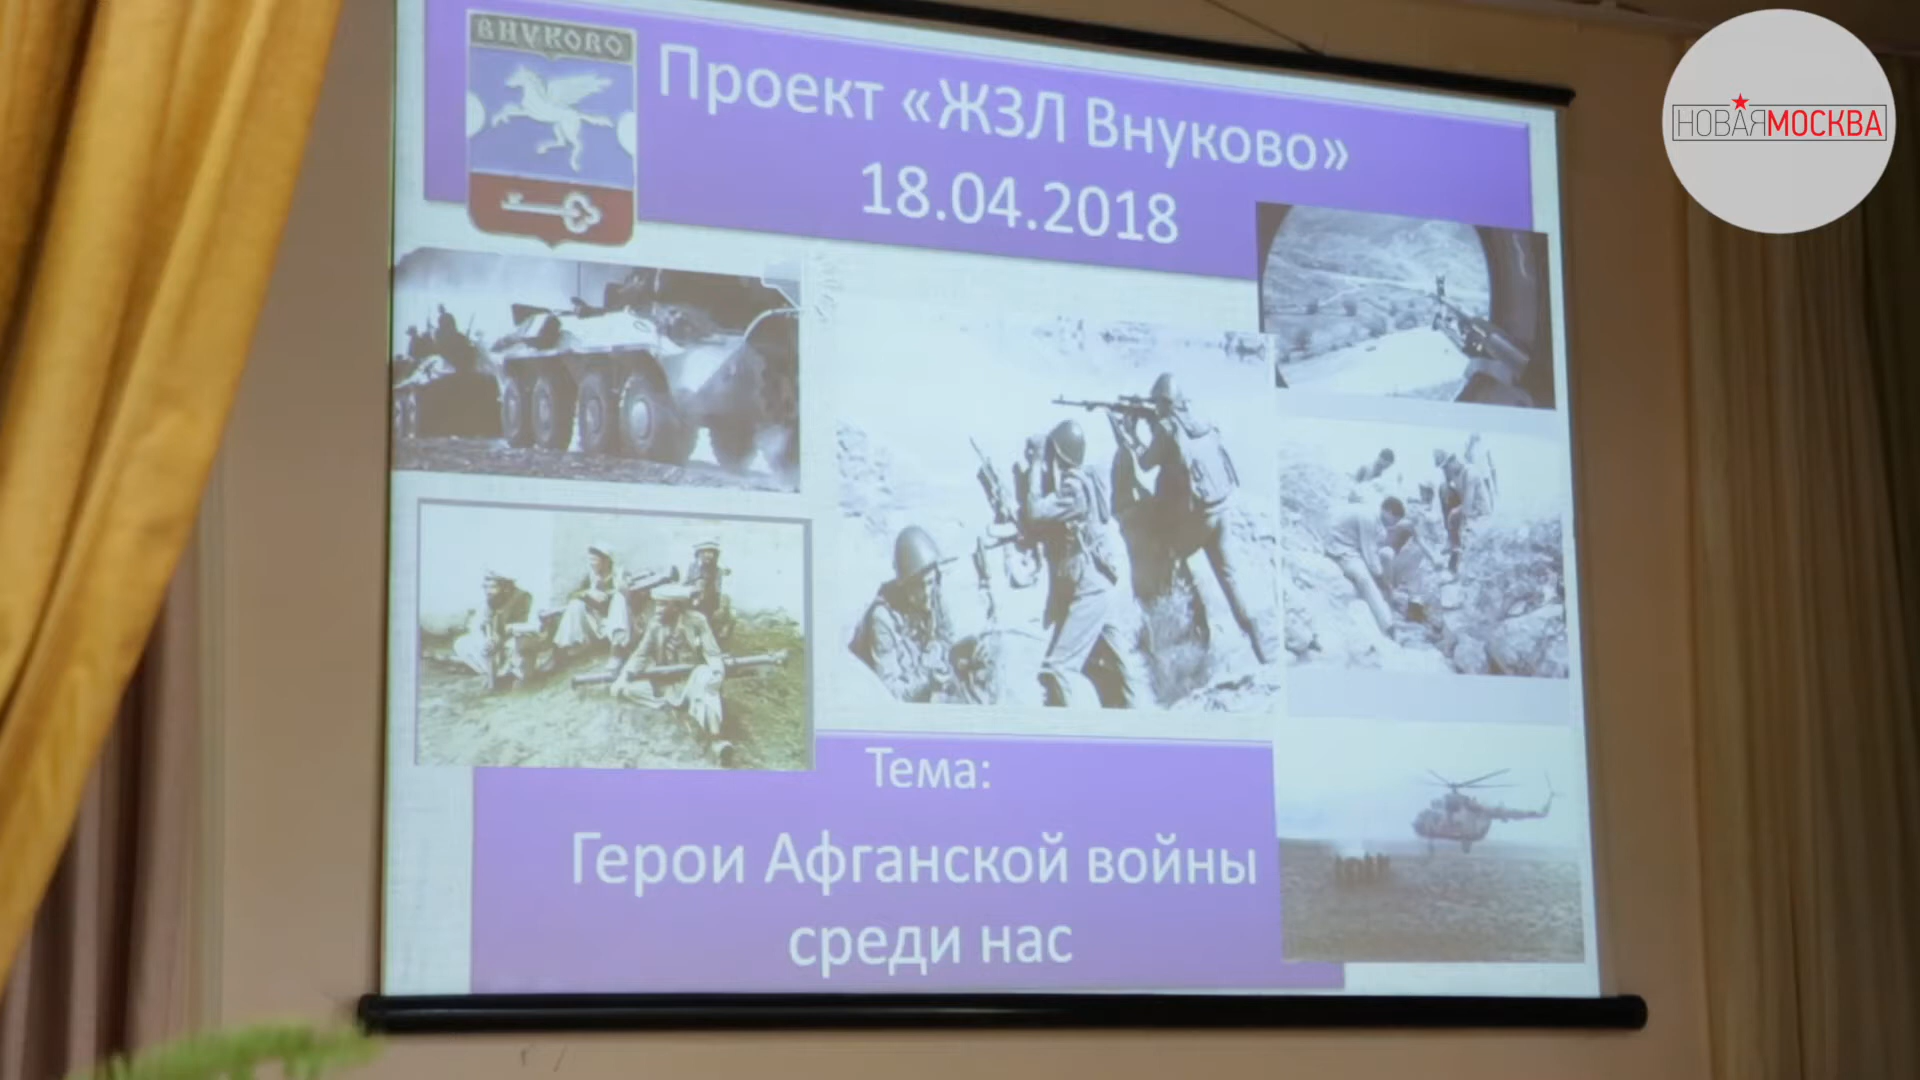 ВНУКОВО
Проект «ЖЗЛ Внуково»
18.04.2018
НОВАЯМОСКВА
Тема:
Герои Афганской войны
среди нас